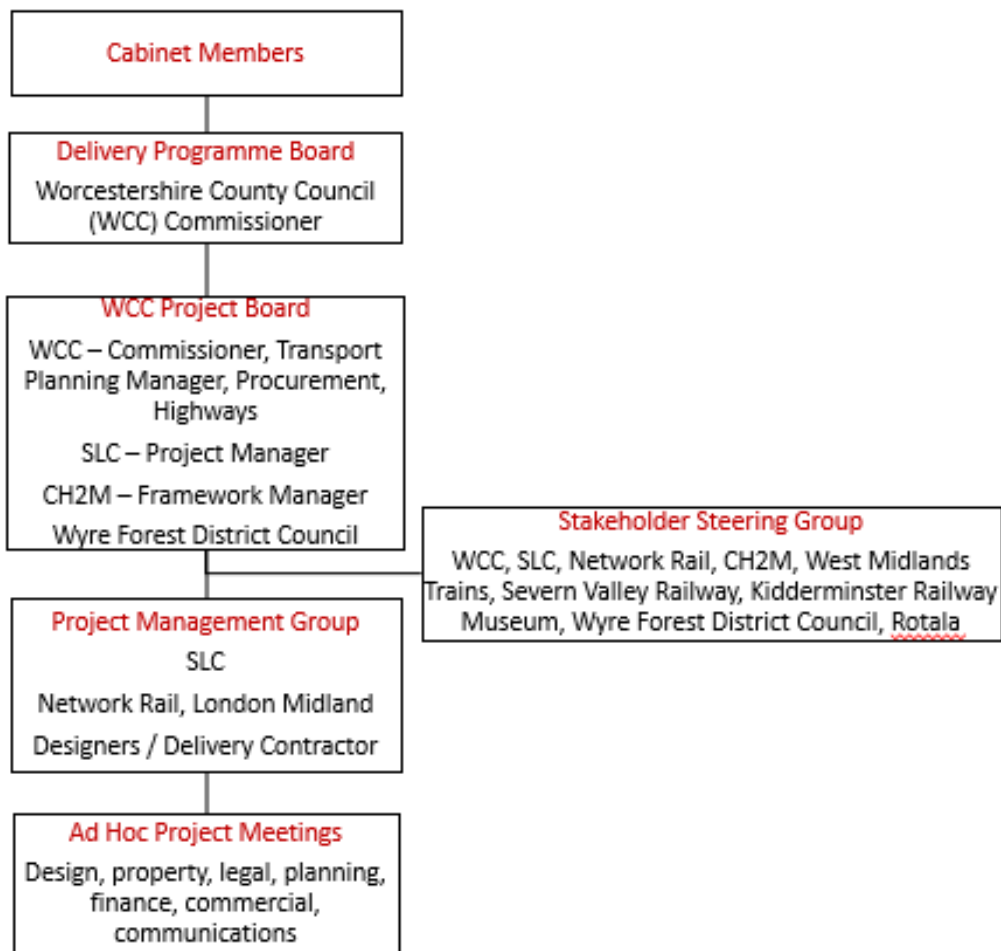 Cabinet Members
Delivery Programme Board
Worcestershire County Council
(WCC) Commissioner
WCC Project Board
WCC – Commissioner, Transport
Planning Manager, Procurement,
Highways
SLC – Project Manager
CH2M – Framework Manager
Wyre Forest District Council
Stakeholder Steering Group
WCC, SLC, Network Rail, CH2M, West Midlands
Trains, Severn Valley Railway, Kidderminster Railway
Museum, Wyre Forest District Council, Rotala
Project Management Group
SLC
Network Rail, London Midland
Designers / Delivery Contractor
Ad Hoc Project Meetings
Design, property, legal, planning,
finance, commercial,
communications